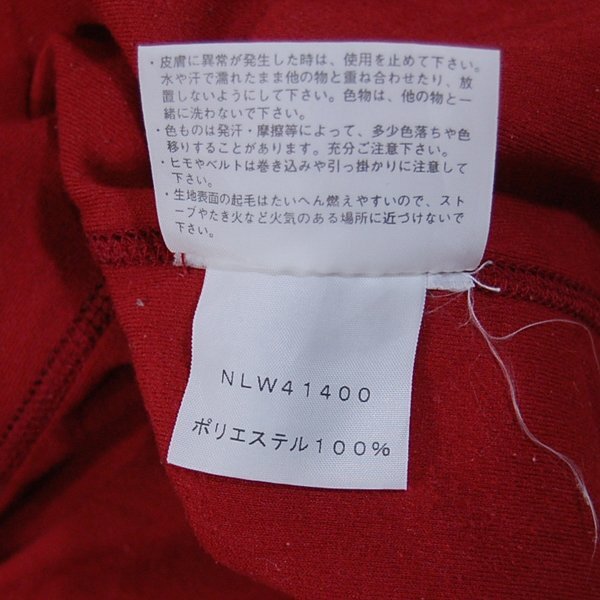 ・皮膚に異常が発生した時は、使用を止めて下さい。
水や汗で濡れたまま他の物と重ね合わせたり、放
置しないようにして下さい。色物は、他の物と一
緒に洗わないで下さい。
・色ものは発汗・摩擦等によって、多少色落ちや色
移りすることがあります。充分ご注意下さい。
・ヒモやベルトは巻き込みや引っ掛かりに注意して
下さい。
・生地表面の起毛はたいへん燃えやすいので、スト
ーブやたき火など火気のある場所に近づけないで
下さい。
NLW41400
ポリエステル100%